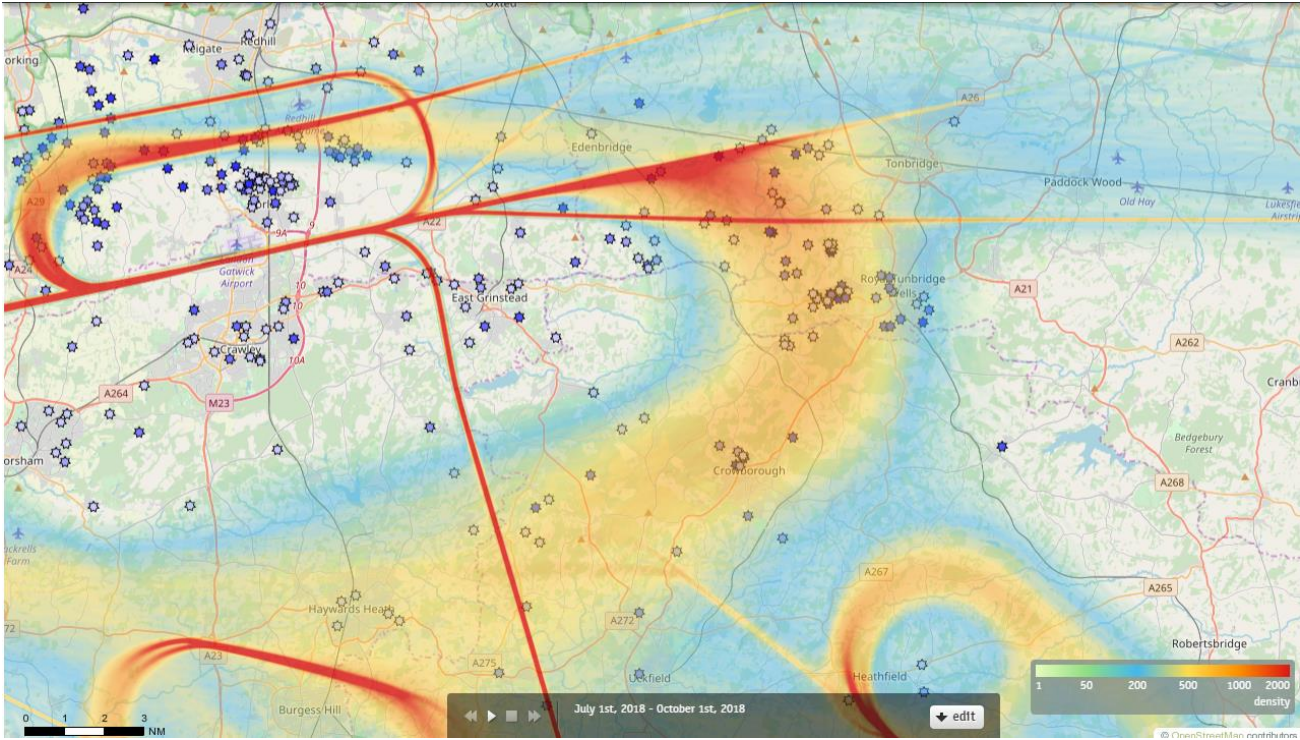 Oxted
Reigate
Redhill
orking
A26
Redhill
Edenbridge
Tonbridge
Paddock Wood
Old Hay
Lukesfie
Airstrip
A29
A22
9
9A
A24
Gatwick
Airport
10
10
East Grinstead
Royal Tunbridge
Wells
A21
Crawley
10A
A262
A264
M23
Cranb
orsham
Bedgebury
Forest
Crowborough
A268
ckrells
Farm
A267
A265
Haywards Heath
A272
72
Robertsbridge
A23
A275
Uckfield
Heathfield
1 50 200 500 1000 2000
density
Burgess Hill
July 1st, 2018 - October 1st, 2018
edit
0 1 2 3
NM
© OpenStreetMap contributors